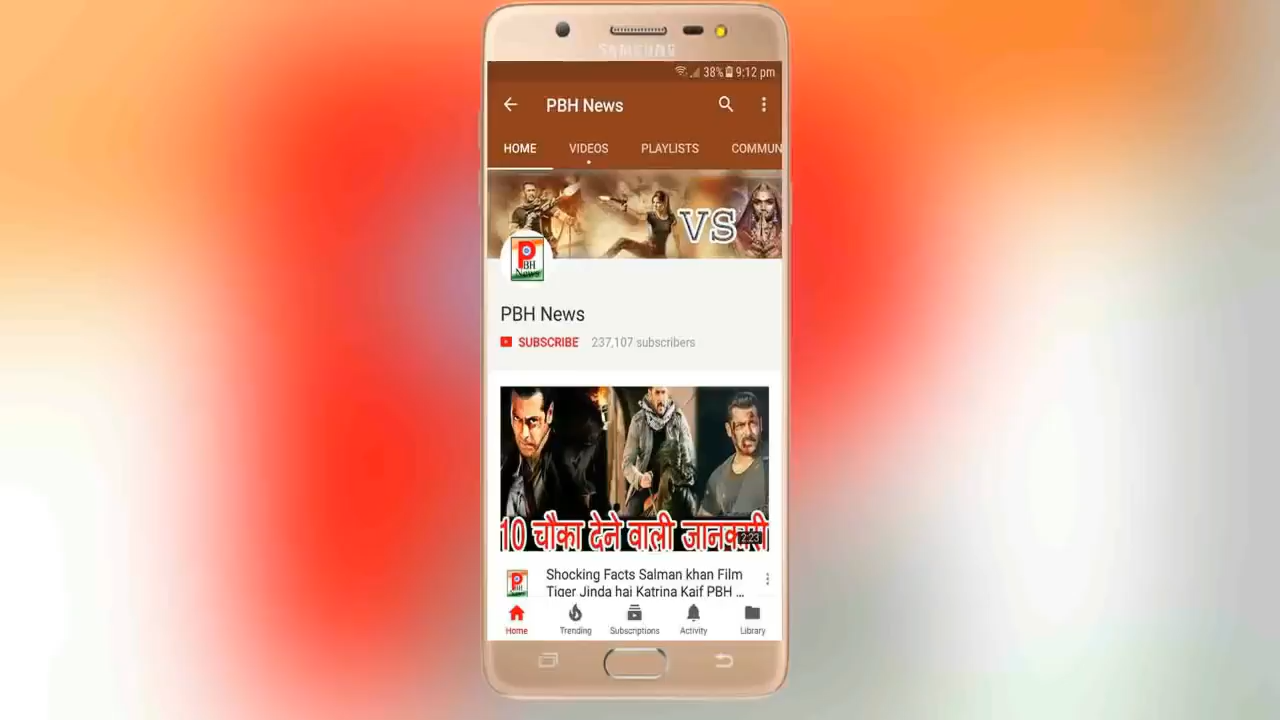 SAMSUNG
38% 9:12 pm
PBH News
HOME VIDEOS PLAYLISTS COMMUN
VS
P
BH
News
PBH News
SUBSCRIBE 237,107 subscribers
10 चौका देने वाली जानकारी
2:23
Shocking Facts Salman khan Film
Tiger Jinda hai Katrina Kaif PBH ...
Home Trending Subscriptions Activity Library